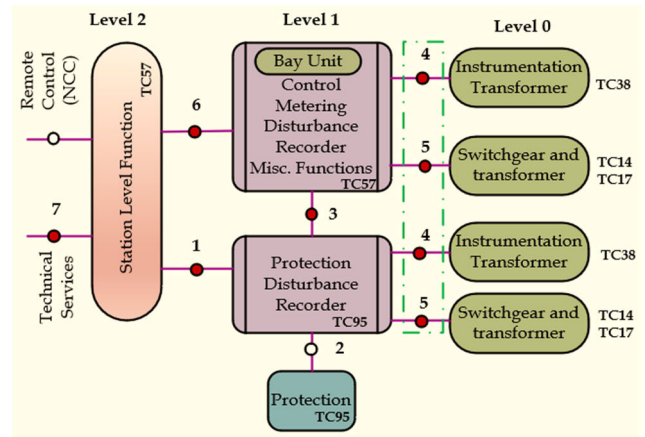 Level 2
Level 1
Level 0
Remote
Control
(NCC)
7
Technical
Services
Station Level Function
TC57
6
1
Bay Unit
Control
Metering
Disturbance
Recorder
Misc. Functions
TC57
3
Protection
Disturbance
Recorder
TC95
2
Protection
TC95
4
Instrumentation
Transformer
TC38
5
Switchgear and
transformer
TC14
TC17
4
Instrumentation
Transformer
TC38
5
Switchgear and
transformer
TC14
TC17